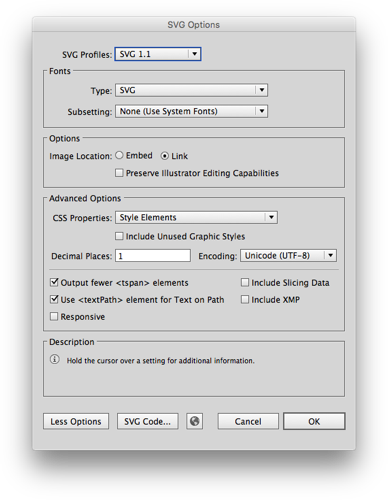 SVG Options
SVG Profiles: SVG 1.1
Fonts
Type: SVG
Subsetting: None (Use System Fonts)
Options
Image Location: Embed Link
Preserve Illustrator Editing Capabilities
Advanced Options
CSS Properties: Style Elements
Include Unused Graphic Styles
Decimal Places: 1 Encoding: Unicode (UTF-8)
Output fewer <tspan> elements Include Slicing Data
Use <textPath> element for Text on Path Include XMP
Responsive
Description
Hold the cursor over a setting for additional information.
Less Options SVG Code... Cancel OK